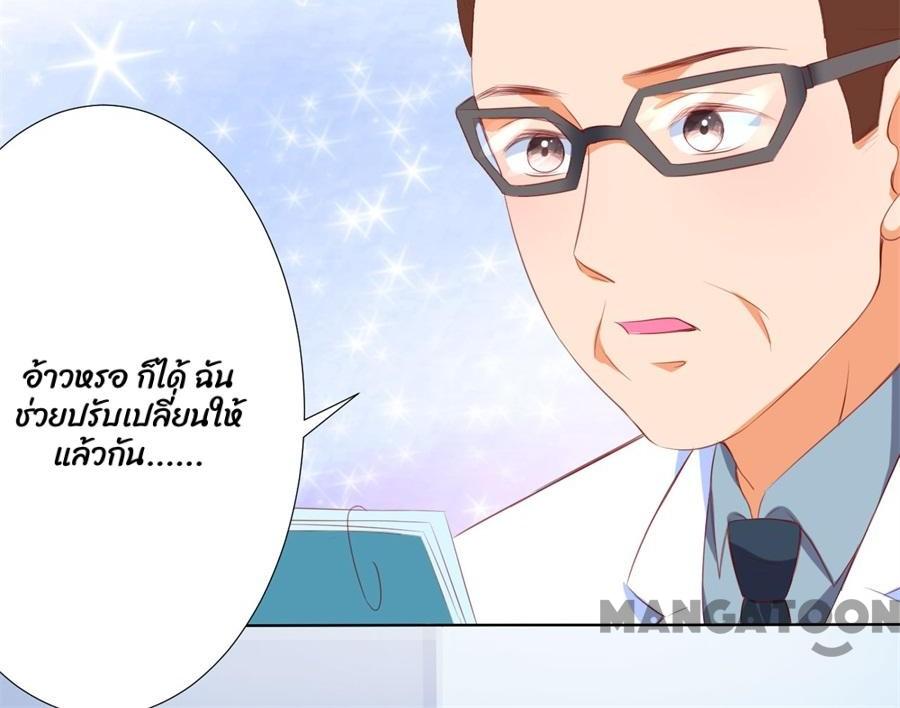 อ้าวหรอ ก็ได้ ฉัน
ช่วยปรับเปลี่ยนให้
แล้วกัน......
MANGATOON